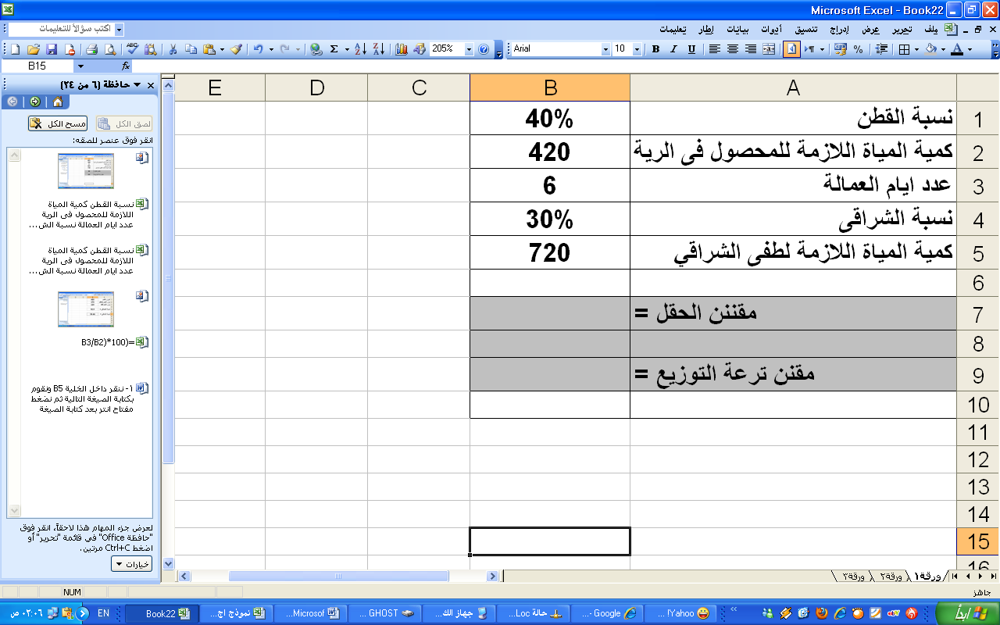 Microsoft Excel - Book22
ملف تحرير عرض إدراج تنسيق أدوات بيانات إطار تعليمات
اكتب سؤالاً للتعليمات
205%
Arial
10
B I U
B15
fx
حافظة (٦ من ٢٤)
لصق الكل
مسح الكل
انقر فوق عنصر للصقه:
نسبة القطن كمية المياة
اللازمة للمحصول فى الرية
عدد ايام العمالة نسبة الش...
نسبة القطن كمية المياة
اللازمة للمحصول فى الرية
عدد ايام العمالة نسبة الش...
B3/B2)*100)=
١- ننقر داخل الخلية B5 ونقوم
بكتابة الصيغة التالية ثم نضغط
مفتاح انتر بعد كتابة الصيغة
لعرض جزء المهام هذا لاحقاً، انقر فوق
"حافظة Office" في قائمة "تحرير" أو
اضغط Ctrl+C مرتين.
خيارات
A B C D E
1 نسبة القطن 40%
2 كمية المياة اللازمة للمحصول فى الرية 420
3 عدد ايام العمالة 6
4 نسبة الشراقى 30%
5 كمية المياة اللازمة لطفى الشراقي 720
6
7 مقننن الحقل =
8
9 مقنن ترعة التوزيع =
10
11
12
13
14
15
16
ورقة١ ورقة٢ ورقة٣
جاهز
NUM
ابدأ
Yahoo! ...
Google -...
حالة Loc...
جهاز الك...
GHOST ...
Microsof...
نموذج اج...
Book22
EN
٠٢:٠٦ ص